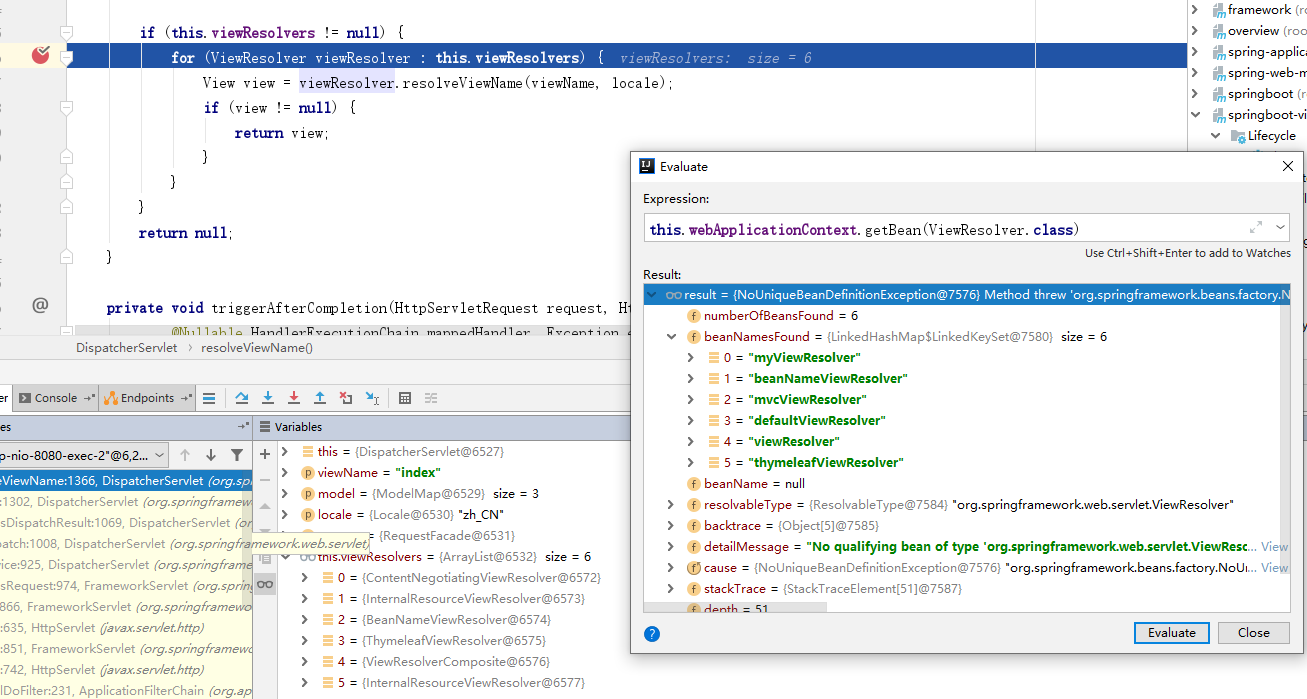 if (this.viewResolvers != null) {
for (ViewResolver viewResolver : this.viewResolvers) { viewResolvers: size = 6
View view = viewResolver.resolveViewName(viewName, locale);
if (view != null) {
return view;
}
}
}
return null;
}
@
private void triggerAfterCompletion(HttpServletRequest request, Ht
@Nullable HandlerExecutionChain mappedHandler, Exception e
DispatcherServlet › resolveViewName()
framework (ro
overview (roo
spring-applica
spring-web-m
springboot (r
springboot-vi
Lifecycle
Evaluate
Expression:
this.webApplicationContext.getBean(ViewResolver.class)
Use Ctrl+Shift+Enter to add to Watches
Result:
result = {NoUniqueBeanDefinitionException@7576} Method threw 'org.springframework.beans.factory.N
numberOfBeansFound = 6
beanNamesFound = {LinkedHashMap$LinkedKeySet@7580} size = 6
0 = "myViewResolver"
1 = "beanNameViewResolver"
2 = "mvcViewResolver"
3 = "defaultViewResolver"
4 = "viewResolver"
5 = "thymeleafViewResolver"
beanName = null
resolvableType = {ResolvableType@7584} "org.springframework.web.servlet.ViewResolver"
backtrace = {Object[5]@7585}
detailMessage = "No qualifying bean of type 'org.springframework.web.servlet.ViewResc... View
cause = {NoUniqueBeanDefinitionException@7576} "org.springframework.beans.factory.NoU... View
stackTrace = {StackTraceElement[51]@7587}
depth = 51
? Evaluate Close
er Console Endpoints
es
p-nio-8080-exec-2"@6,2...
eViewName:1366, DispatcherServlet (org.spri
:1302, DispatcherServlet (org.springframew
sDispatchResult:1069, DispatcherServlet (or
patch:1008, DispatcherServlet (org.springframework.web.servlet)
vice:925, DispatcherServlet (org.springfram
sRequest:974, FrameworkServlet (org.spring
:866, FrameworkServlet (org.springframewo
:635, HttpServlet (javax.servlet.http)
:851, FrameworkServlet (org.springframewo
:742, HttpServlet (javax.servlet.http)
lDoFilter:231, ApplicationFilterChain (org.ap
Variables
this = {DispatcherServlet@6527}
viewName = "index"
model = {ModelMap@6529} size = 3
locale = {Locale@6530} "zh_CN"
= {RequestFacade@6531}
this.viewResolvers = {ArrayList@6532} size = 6
0 = {ContentNegotiatingViewResolver@6572}
1 = {InternalResourceViewResolver@6573}
2 = {BeanNameViewResolver@6574}
3 = {ThymeleafViewResolver@6575}
4 = {ViewResolverComposite@6576}
5 = {InternalResourceViewResolver@6577}